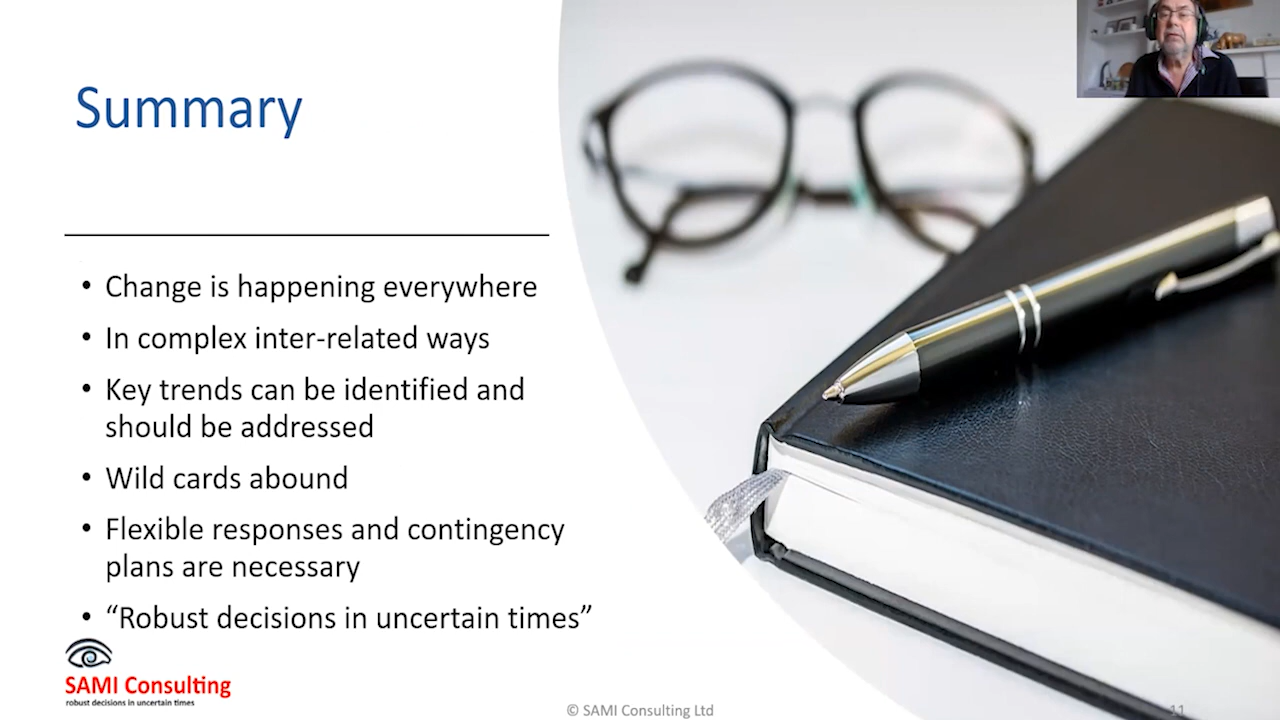 Summary
• Change is happening everywhere
• In complex inter-related ways
• Key trends can be identified and
should be addressed
• Wild cards abound
• Flexible responses and contingency
plans are necessary
• “Robust decisions in uncertain times”
SAMI Consulting
robust decisions in uncertain times
© SAMI Consulting Ltd
11